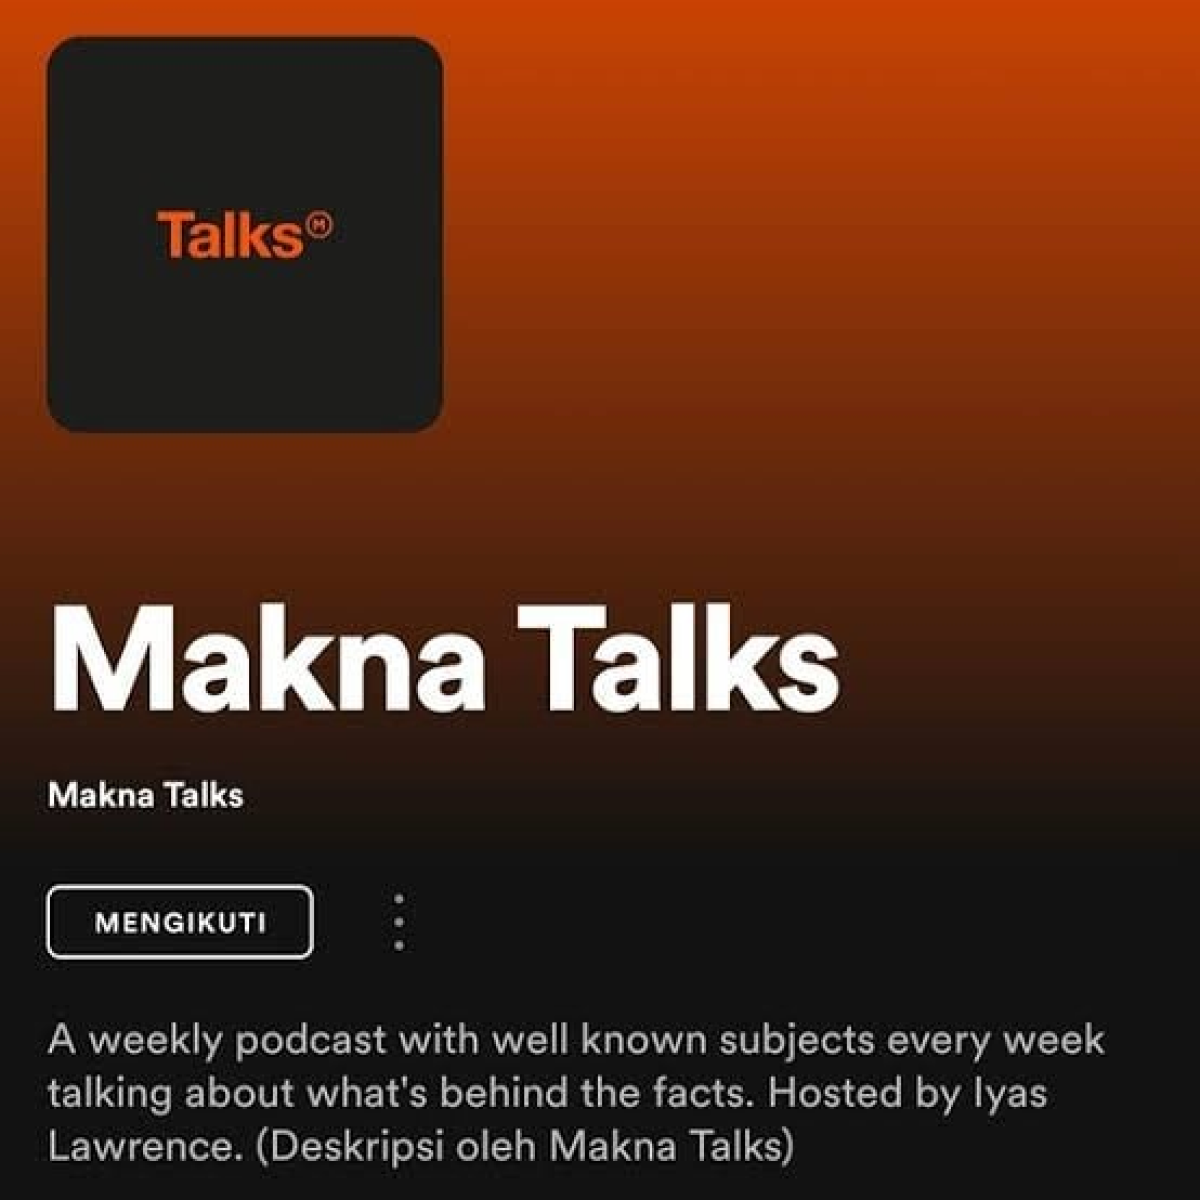 Talks Ⓜ
Makna Talks
Makna Talks
MENGIKUTI
A weekly podcast with well known subjects every week
talking about what's behind the facts. Hosted by Iyas
Lawrence. (Deskripsi oleh Makna Talks)